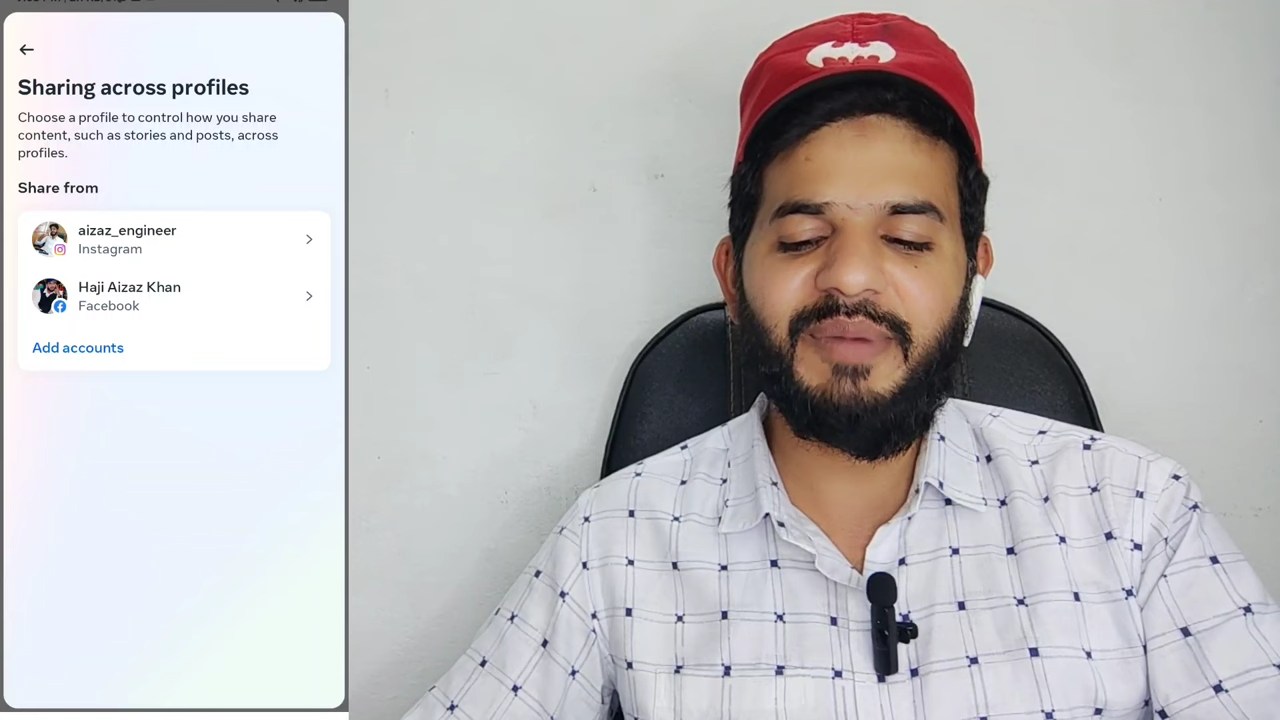 Sharing across profiles
Choose a profile to control how you share
content, such as stories and posts, across
profiles.
Share from
aizaz_engineer
Instagram
Haji Aizaz Khan
Facebook
Add accounts